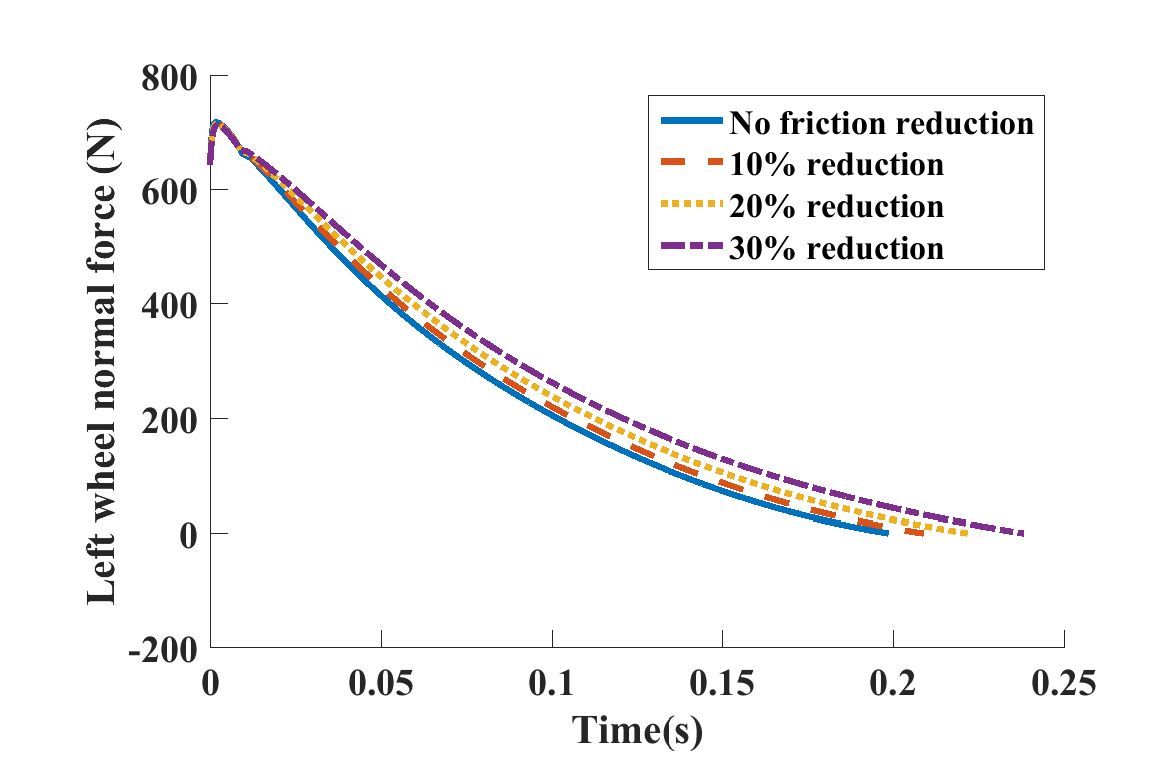 800
600
400
200
0
-200
Left wheel normal force (N)
No friction reduction
10% reduction
20% reduction
30% reduction
0 0.05 0.1 0.15 0.2 0.25
Time(s)